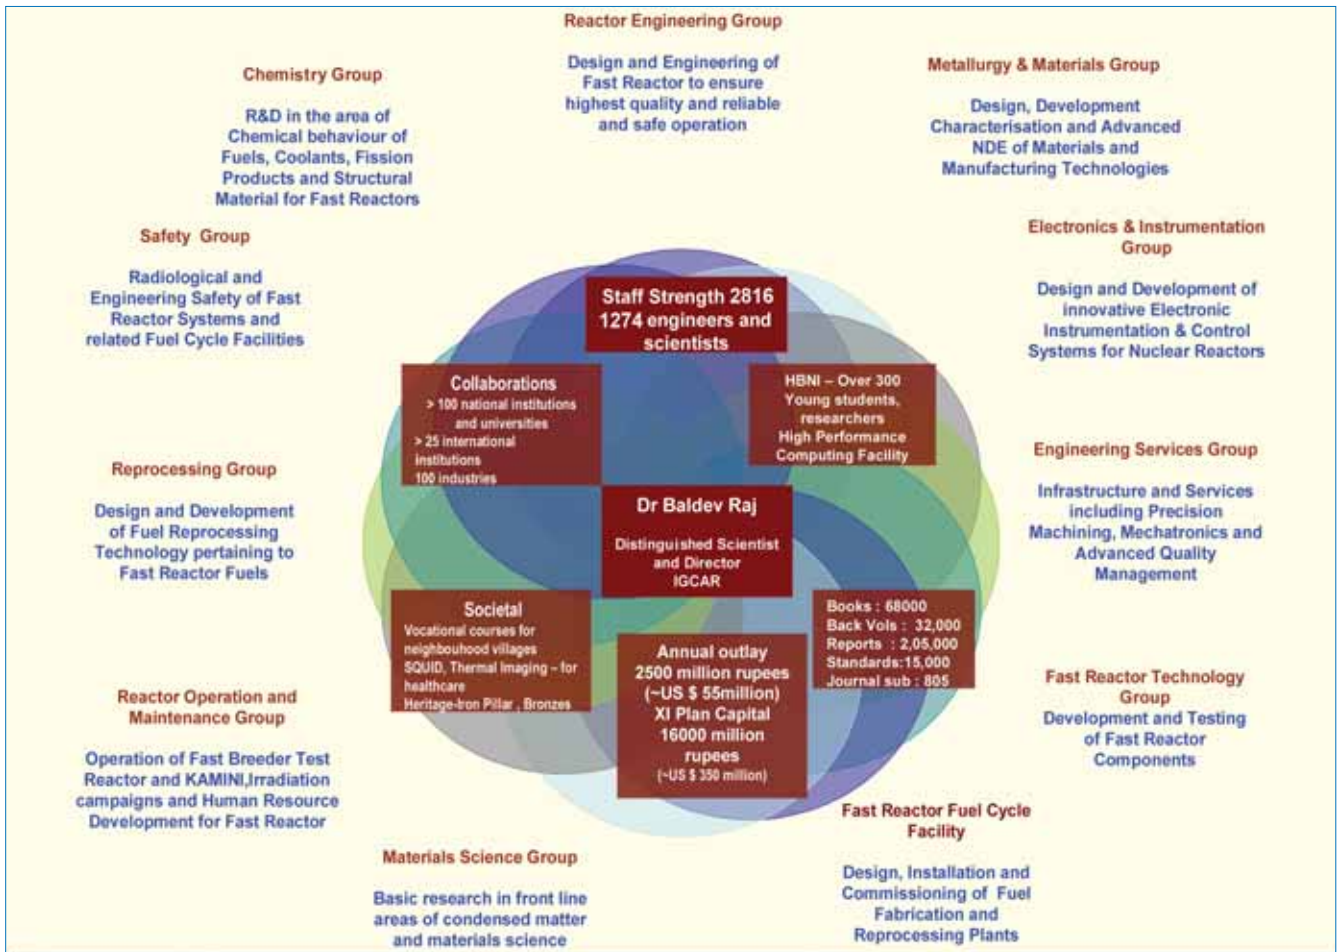 Reactor Engineering Group
Design and Engineering of
Fast Reactor to ensure
highest quality and reliable
and safe operation
Chemistry Group
R&D in the area of
Chemical behaviour of
Fuels, Coolants, Fission
Products and Structural
Material for Fast Reactors
Metallurgy & Materials Group
Design, Development
Characterisation and Advanced
NDE of Materials and
Manufacturing Technologies
Safety Group
Radiological and
Engineering Safety of Fast
Reactor Systems and
related Fuel Cycle Facilities
Electronics & Instrumentation
Group
Design and Development of
innovative Electronic
Instrumentation & Control
Systems for Nuclear Reactors
Staff Strength 2816
1274 engineers and
scientists
Collaborations
> 100 national institutions
and universities
> 25 international
institutions
100 industries
HBNI – Over 300
Young students,
researchers
High Performance
Computing Facility
Reprocessing Group
Design and Development
of Fuel Reprocessing
Technology pertaining to
Fast Reactor Fuels
Dr Baldev Raj
Distinguished Scientist
and Director
IGCAR
Engineering Services Group
Infrastructure and Services
including Precision
Machining, Mechatronics and
Advanced Quality
Management
Societal
Vocational courses for
neighbouhood villages
SQUID, Thermal Imaging – for
healthcare
Heritage-Iron Pillar , Bronzes
Annual outlay
2500 million rupees
(~US $ 55million)
XI Plan Capital
16000 million
rupees
(~US $ 350 million)
Books : 68000
Back Vols : 32,000
Reports : 2,05,000
Standards:15,000
Journal sub : 805
Reactor Operation and
Maintenance Group
Operation of Fast Breeder Test
Reactor and KAMINI,Irradiation
campaigns and Human Resource
Development for Fast Reactor
Fast Reactor Technology
Group
Development and Testing
of Fast Reactor
Components
Materials Science Group
Basic research in front line
areas of condensed matter
and materials science
Fast Reactor Fuel Cycle
Facility
Design, Installation and
Commissioning of Fuel
Fabrication and
Reprocessing Plants